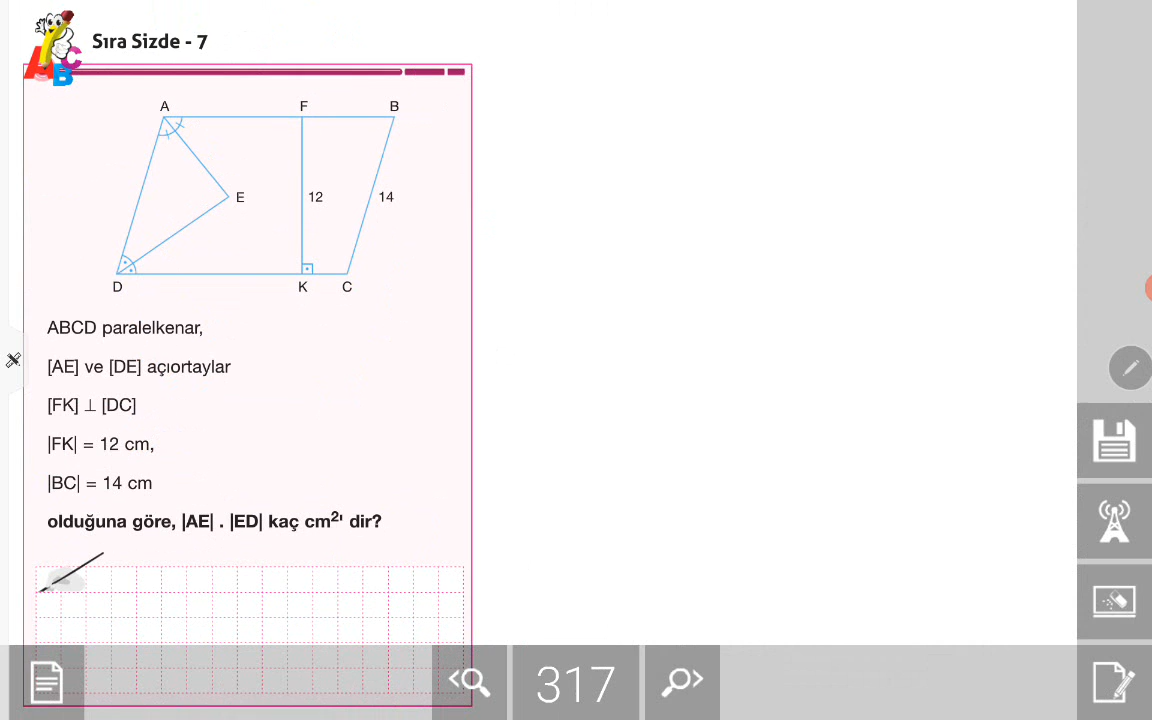 Sıra Sizde - 7
A
B
C
A F B
E 12 14
D K C
ABCD paralelkenar,
[AE] ve [DE] açıortaylar
[FK] ⊥ [DC]
|FK| = 12 cm,
|BC| = 14 cm
olduğuna göre, |AE| . |ED| kaç cm²' dir?
317